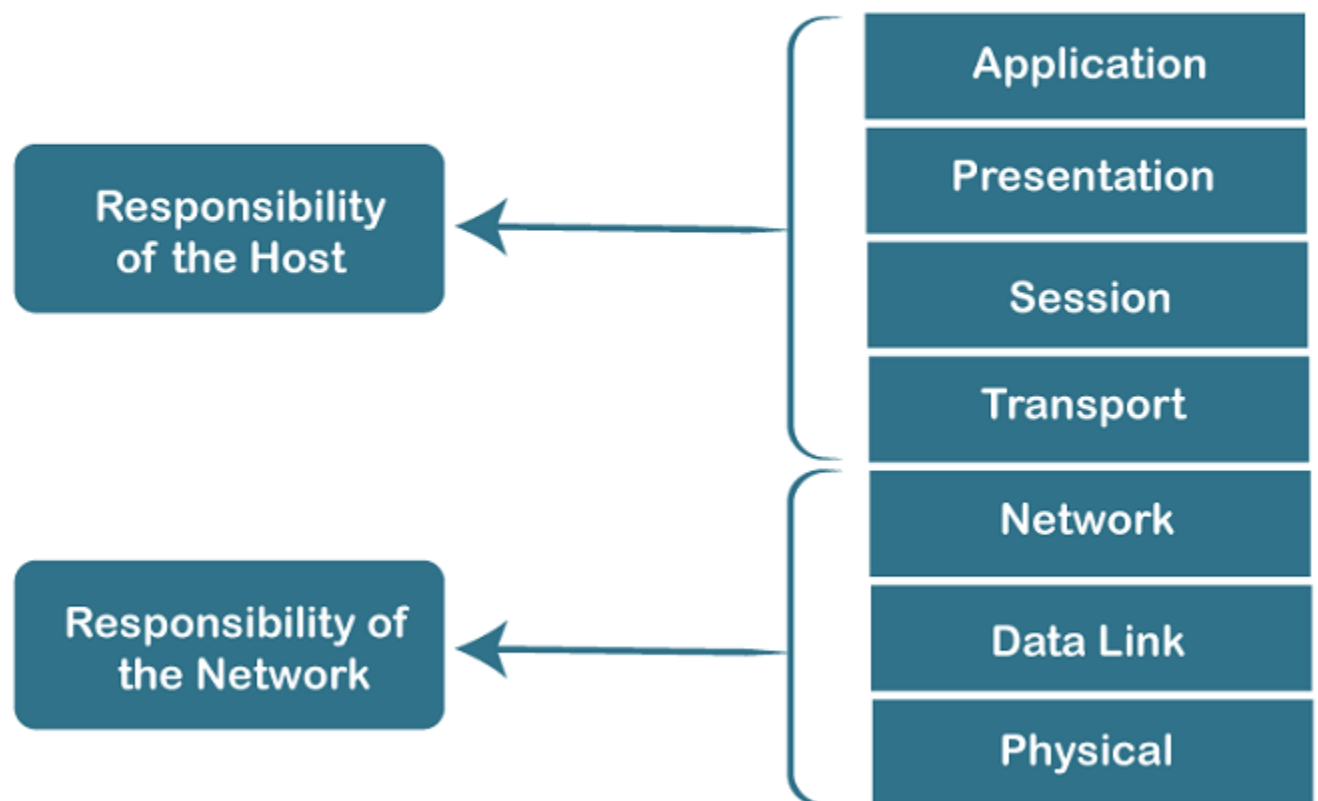 Responsibility
of the Host
Responsibility of
the Network
Application
Presentation
Session
Transport
Network
Data Link
Physical